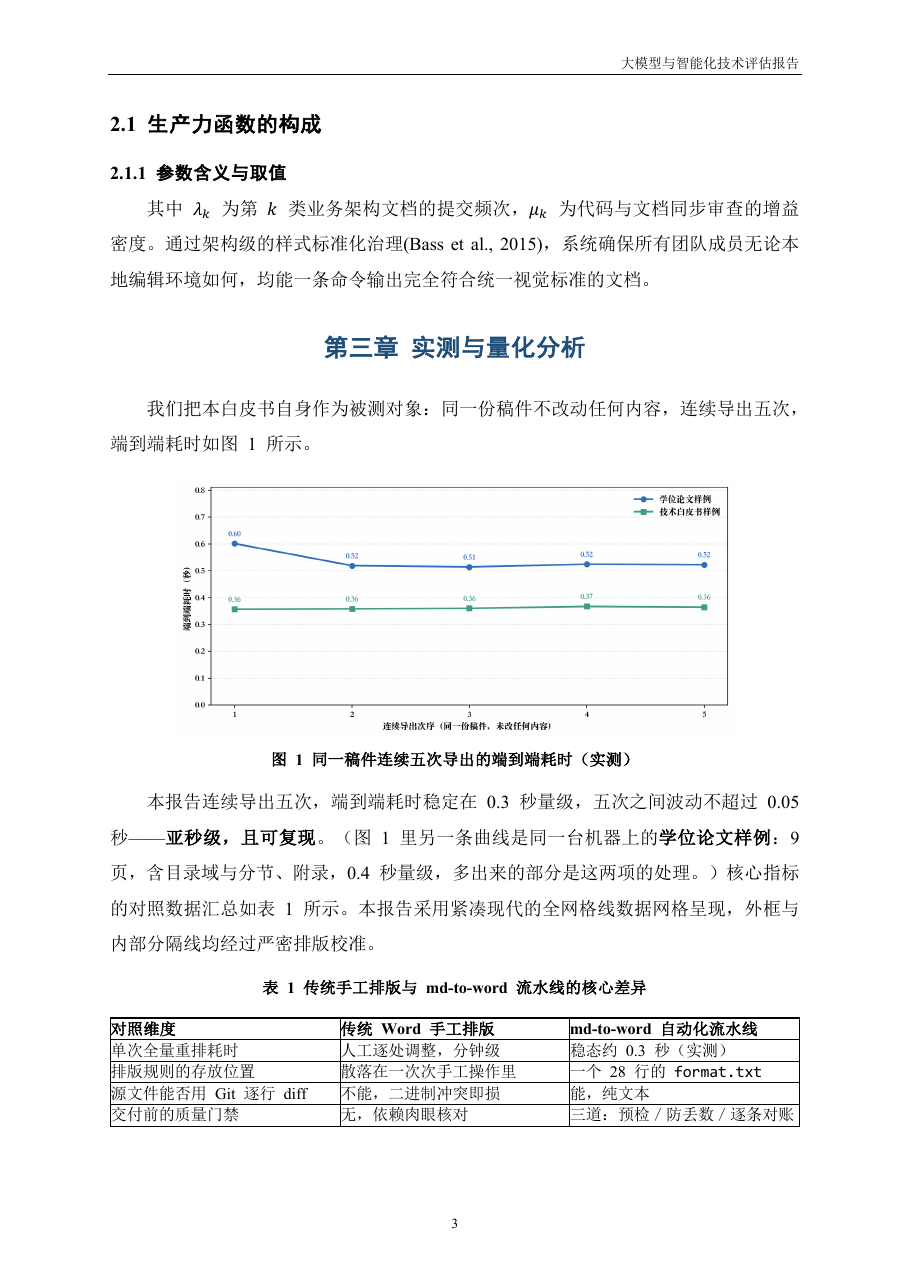 大模型与智能化技术评估报告
2.1 生产力函数的构成
2.1.1 参数含义与取值
其中 λk 为第 k 类业务架构文档的提交频次，μk 为代码与文档同步审查的增益
密度。通过架构级的样式标准化治理(Bass et al., 2015)，系统确保所有团队成员无论本
地编辑环境如何，均能一条命令输出完全符合统一视觉标准的文档。
第三章 实测与量化分析
我们把本白皮书自身作为被测对象：同一份稿件不改动任何内容，连续导出五次，
端到端耗时如图 1 所示。
0.8
0.7
0.6
0.5
0.4
0.3
0.2
0.1
0.0
端到端耗时（秒）
学位论文样例
技术白皮书样例
0.60 0.52 0.51 0.52 0.52
0.36 0.36 0.36 0.37 0.36
1 2 3 4 5
连续导出次序（同一份稿件，未改任何内容）
图 1 同一稿件连续五次导出的端到端耗时（实测）
本报告连续导出五次，端到端耗时稳定在 0.3 秒量级，五次之间波动不超过 0.05
秒——亚秒级，且可复现。（图 1 里另一条曲线是同一台机器上的学位论文样例：9
页，含目录域与分节、附录，0.4 秒量级，多出来的部分是这两项的处理。）核心指标
的对照数据汇总如表 1 所示。本报告采用紧凑现代的全网格线数据网格呈现，外框与
内部分隔线均经过严密排版校准。
表 1 传统手工排版与 md-to-word 流水线的核心差异
对照维度 传统 Word 手工排版 md-to-word 自动化流水线
单次全量重排耗时 人工逐处调整，分钟级 稳态约 0.3 秒（实测）
排版规则的存放位置 散落在一次次手工操作里 一个 28 行的 format.txt
源文件能否用 Git 逐行 diff 不能，二进制冲突即损 能，纯文本
交付前的质量门禁 无，依赖肉眼核对 三道：预检 / 防丢数 / 逐条对账
3